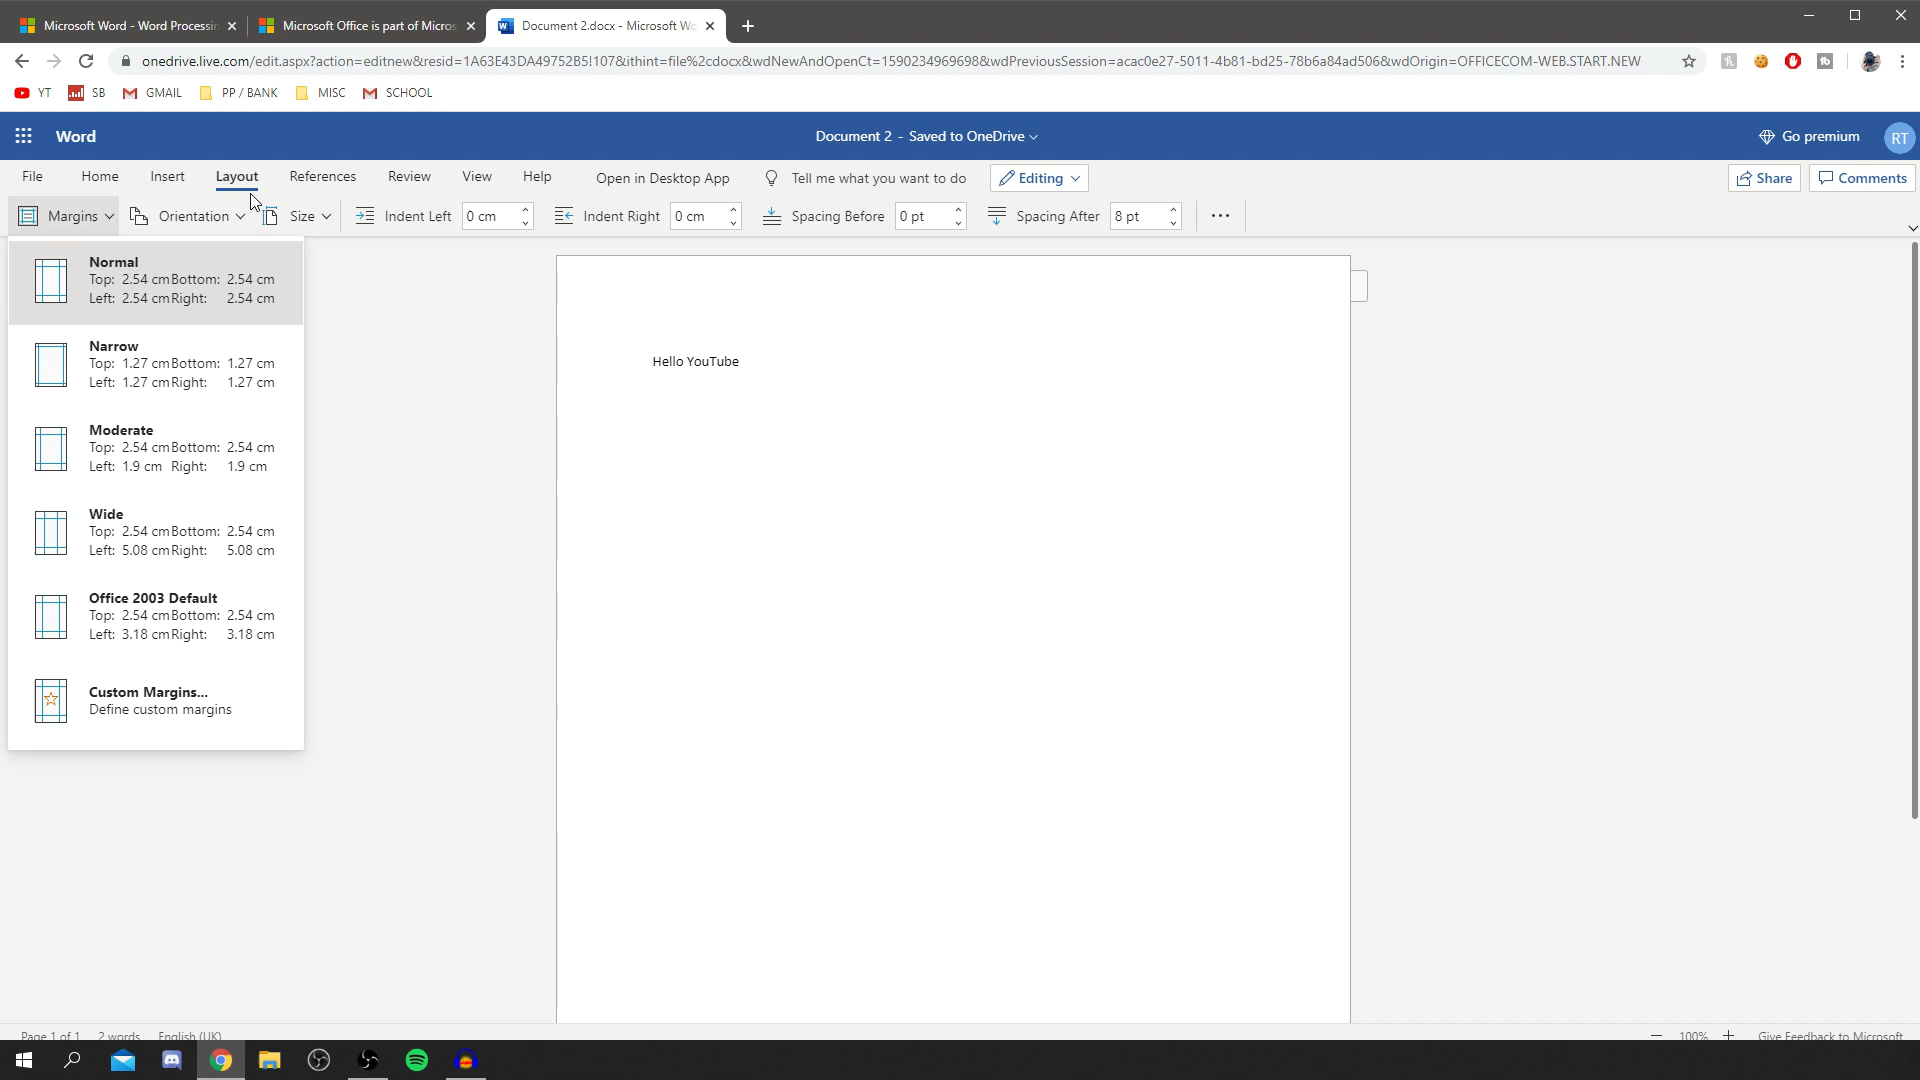 Microsoft Word - Word Processin
Microsoft Office is part of Micros
Document 2.docx - Microsoft Wo
onedrive.live.com/edit.aspx?action=editnew&resid=1A63E43DA49752B5!107&ithint=file%2cdocx&wdNewAndOpenCt=1590234969698&wdPreviousSession=acac0e27-5011-4b81-bd25-78b6a84ad506&wdOrigin=OFFICECOM-WEB.START.NEW
YT SB GMAIL PP / BANK MISC SCHOOL
Word
Document 2 - Saved to OneDrive
Go premium
RT
File Home Insert Layout References Review View Help Open in Desktop App Tell me what you want to do Editing Share Comments
Margins Orientation Size Indent Left 0 cm Indent Right 0 cm Spacing Before 0 pt Spacing After 8 pt
Normal
Top: 2.54 cm Bottom: 2.54 cm
Left: 2.54 cm Right: 2.54 cm
Narrow
Top: 1.27 cm Bottom: 1.27 cm
Left: 1.27 cm Right: 1.27 cm
Moderate
Top: 2.54 cm Bottom: 2.54 cm
Left: 1.9 cm Right: 1.9 cm
Wide
Top: 2.54 cm Bottom: 2.54 cm
Left: 5.08 cm Right: 5.08 cm
Office 2003 Default
Top: 2.54 cm Bottom: 2.54 cm
Left: 3.18 cm Right: 3.18 cm
Custom Margins...
Define custom margins
Hello YouTube
Page 1 of 1 2 words English (UK)
100% Give Feedback to Microsoft